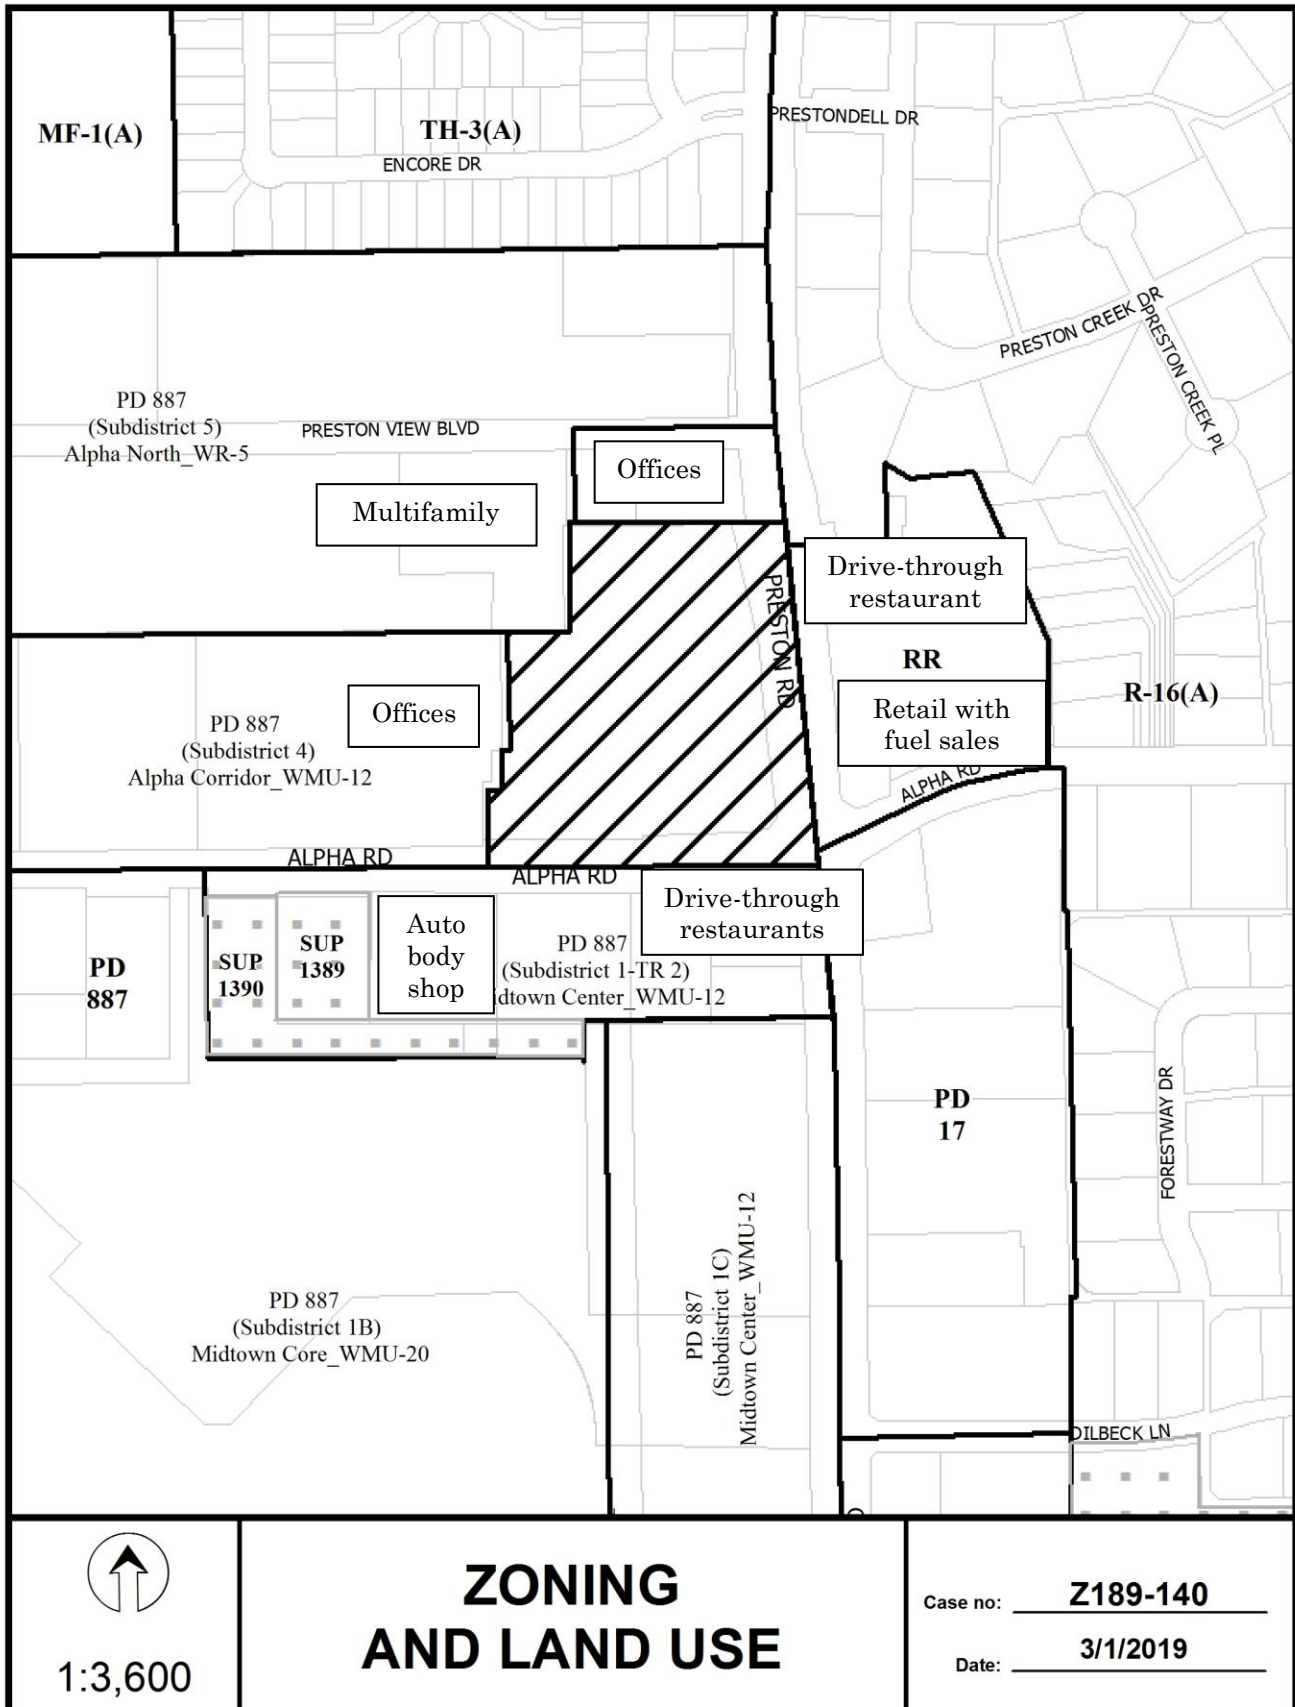 MF-1(A)
TH-3(A)
ENCORE DR
PRESTONDELL DR
PRESTON CREEK DR
PRESTON CREEK PL
PD 887
(Subdistrict 5)
Alpha North_WR-5
PRESTON VIEW BLVD
Offices
Multifamily
Drive-through
restaurant
PRESTON RD
RR
R-16(A)
Retail with
fuel sales
Offices
PD 887
(Subdistrict 4)
Alpha Corridor_WMU-12
ALPHA RD
ALPHA RD
ALPHA RD
Drive-through
restaurants
PD
887
SUP
1390
SUP
1389
Auto
body
shop
PD 887
(Subdistrict 1-TR 2)
idtown Center_WMU-12
PD
17
FORESTWAY DR
PD 887
(Subdistrict 1B)
Midtown Core_WMU-20
PD 887
(Subdistrict 1C)
Midtown Center_WMU-12
DILBECK LN
1:3,600
ZONING
AND LAND USE
Case no: Z189-140
Date: 3/1/2019